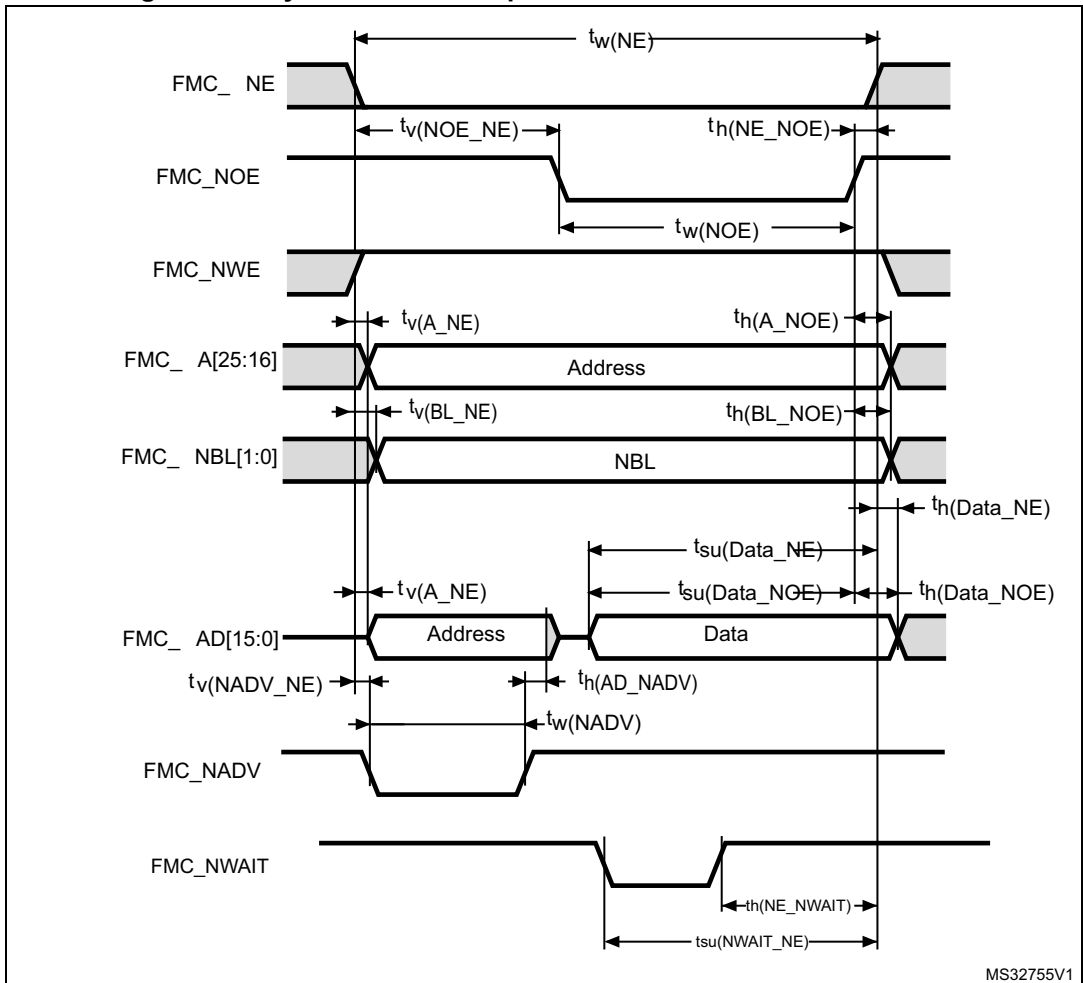 tw(NE)
FMC_ NE
tv(NOE_NE)
th(NE_NOE)
FMC_NOE
tw(NOE)
FMC_NWE
tv(A_NE)
th(A_NOE)
FMC_ A[25:16]
Address
tv(BL_NE)
th(BL_NOE)
FMC_ NBL[1:0]
NBL
th(Data_NE)
tsu(Data_NE)
tv(A_NE)
tsu(Data_NOE)
th(Data_NOE)
FMC_ AD[15:0]
Address
Data
tv(NADV_NE)
th(AD_NADV)
tw(NADV)
FMC_NADV
FMC_NWAIT
th(NE_NWAIT)
tsu(NWAIT_NE)
MS32755V1